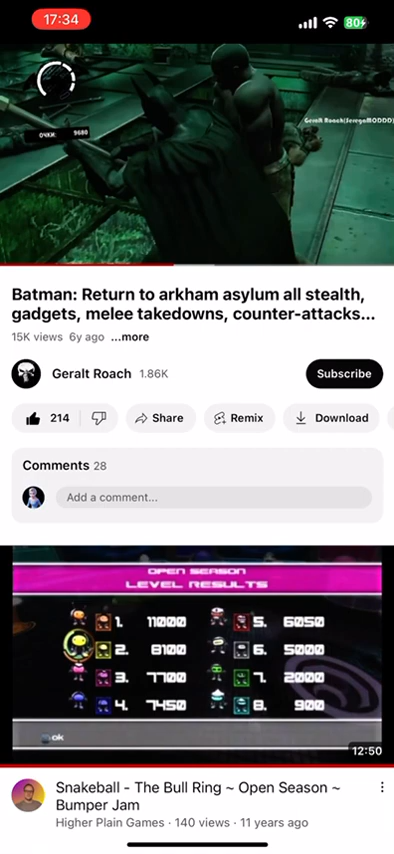 17:34
80
Geralt Roach(SeregaMODDD)
ОЧКИ: 9680
Batman: Return to arkham asylum all stealth,
gadgets, melee takedowns, counter-attacks...
15K views 6y ago ...more
Geralt Roach 1.86K
Subscribe
214 Share Remix Download
Comments 28
Add a comment...
OPEN SEASON
LEVEL RESULTS
1. 11000 5. 6050
2. 8100 6. 5000
3. 7700 7. 2000
4. 7450 8. 900
ok
12:50
Snakeball - The Bull Ring ~ Open Season ~
Bumper Jam
Higher Plain Games · 140 views · 11 years ago